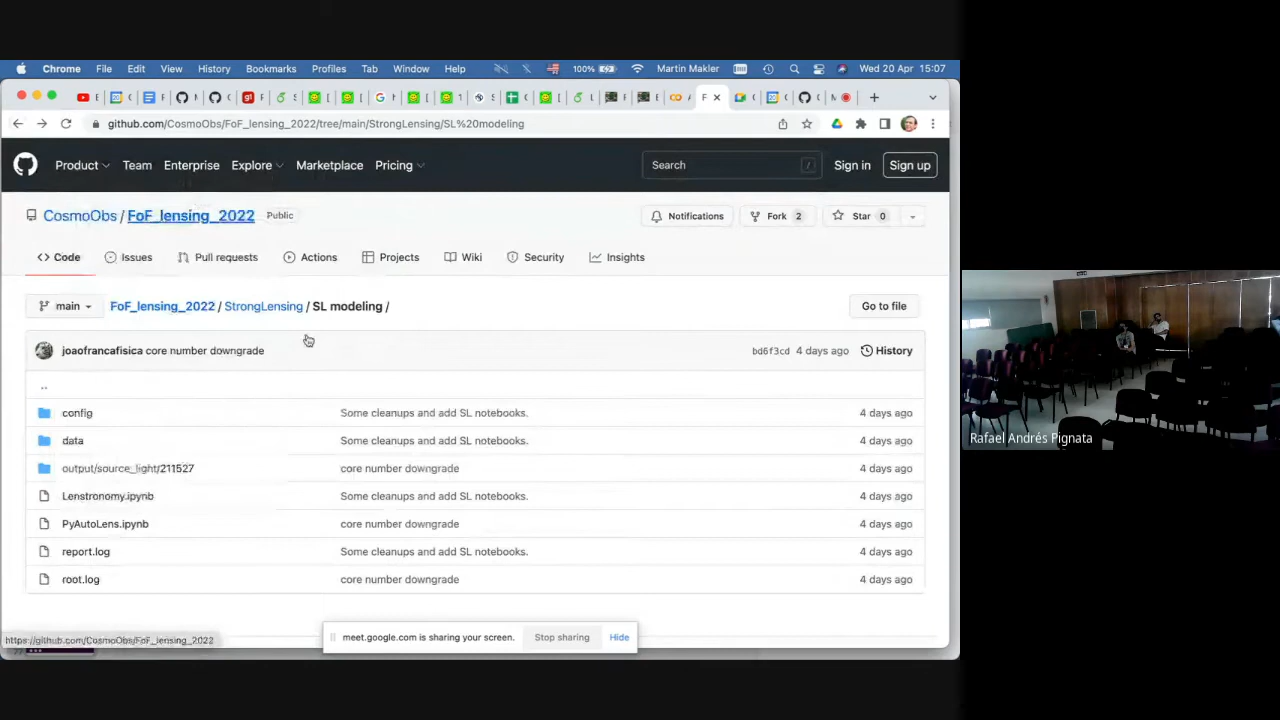 Chrome File Edit View History Bookmarks Profiles Tab Window Help 100% Martin Makler Wed 20 Apr 15:07
github.com/CosmoObs/FoF_lensing_2022/tree/main/StrongLensing/SL%20modeling
Product Team Enterprise Explore Marketplace Pricing Search / Sign in Sign up
CosmoObs / FoF_lensing_2022 Public Notifications Fork 2 Star 0
<> Code Issues Pull requests Actions Projects Wiki Security Insights
main FoF_lensing_2022 / StrongLensing / SL modeling / Go to file
joaofrancafisica core number downgrade bd6f3cd 4 days ago History
..
config Some cleanups and add SL notebooks. 4 days ago
data Some cleanups and add SL notebooks. 4 days ago
output/source_light/211527 core number downgrade 4 days ago
Lenstronomy.ipynb Some cleanups and add SL notebooks. 4 days ago
PyAutoLens.ipynb core number downgrade 4 days ago
report.log Some cleanups and add SL notebooks. 4 days ago
root.log core number downgrade 4 days ago
meet.google.com is sharing your screen. Stop sharing Hide
https://github.com/CosmoObs/FoF_lensing_2022
Rafael Andrés Pignata